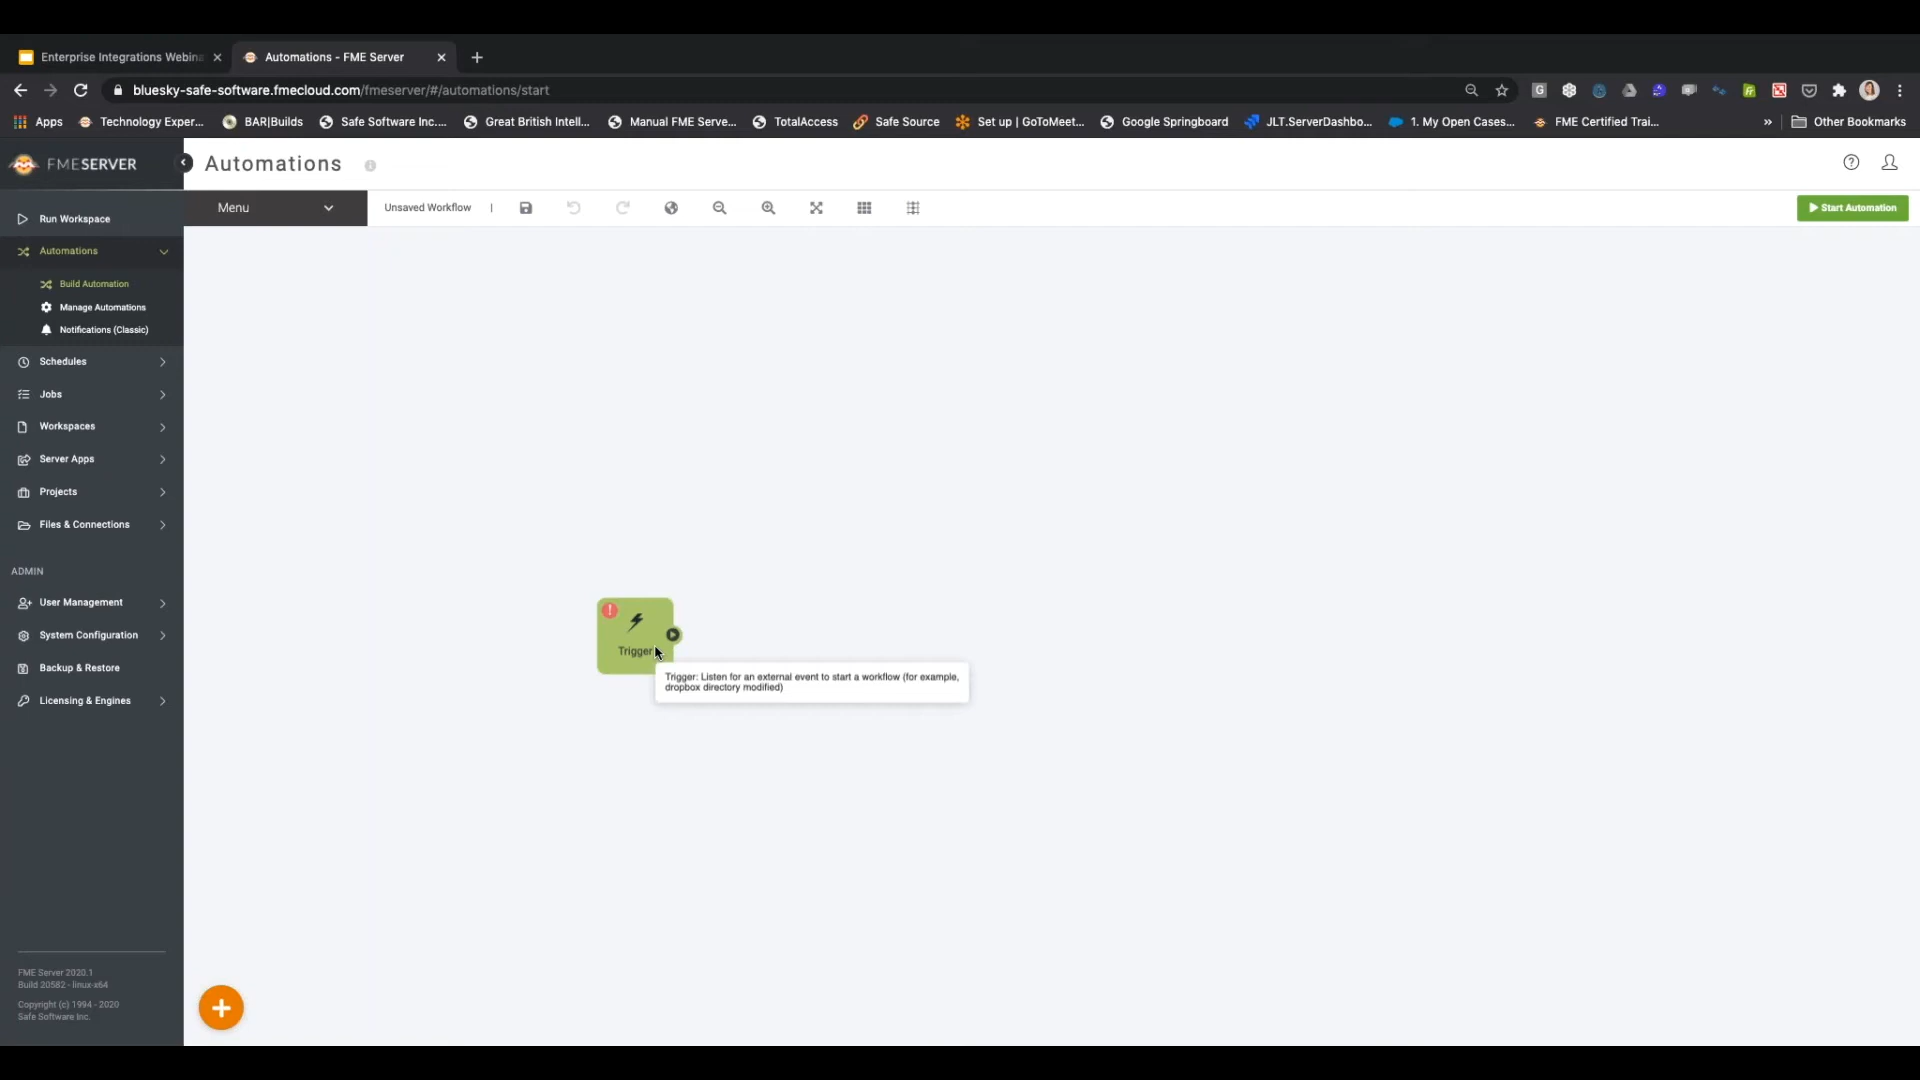 Enterprise Integrations Webina
Automations - FME Server
bluesky-safe-software.fmecloud.com/fmeserver/#/automations/start
Apps
Technology Exper...
BAR|Builds
Safe Software Inc....
Great British Intell...
Manual FME Serve...
TotalAccess
Safe Source
Set up | GoToMeet...
Google Springboard
JLT.ServerDashbo...
1. My Open Cases...
FME Certified Trai...
»
Other Bookmarks
FMESERVER
Automations
Menu
Unsaved Workflow |
Start Automation
Run Workspace
Automations
Build Automation
Manage Automations
Notifications (Classic)
Schedules
Jobs
Workspaces
Server Apps
Projects
Files & Connections
ADMIN
User Management
System Configuration
Backup & Restore
Licensing & Engines
Trigger
Trigger: Listen for an external event to start a workflow (for example,
dropbox directory modified)
FME Server 2020.1
Build 20582 - linux-x64
Copyright (c) 1994 - 2020
Safe Software Inc.